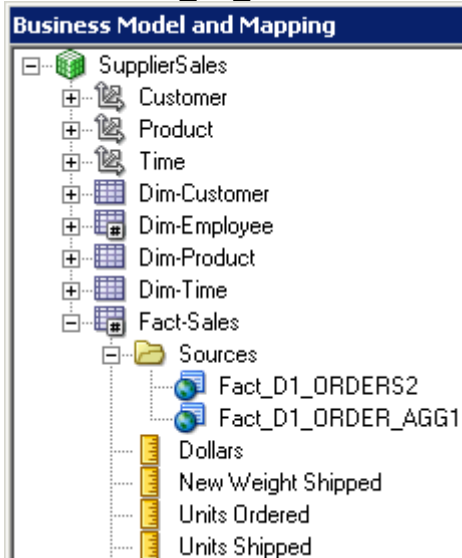 Business Model and Mapping
SupplierSales
Customer
Product
Time
Dim-Customer
Dim-Employee
Dim-Product
Dim-Time
Fact-Sales
Sources
Fact_D1_ORDERS2
Fact_D1_ORDER_AGG1
Dollars
New Weight Shipped
Units Ordered
Units Shipped